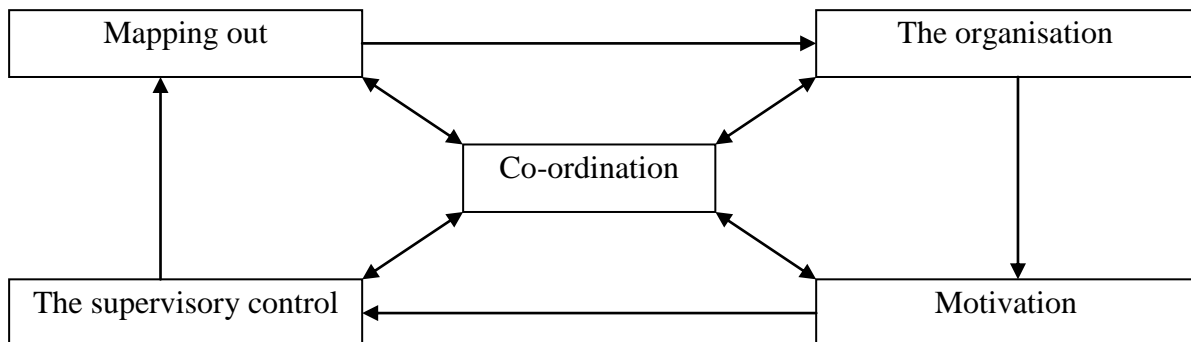 Mapping out
The organisation
Co-ordination
The supervisory control
Motivation